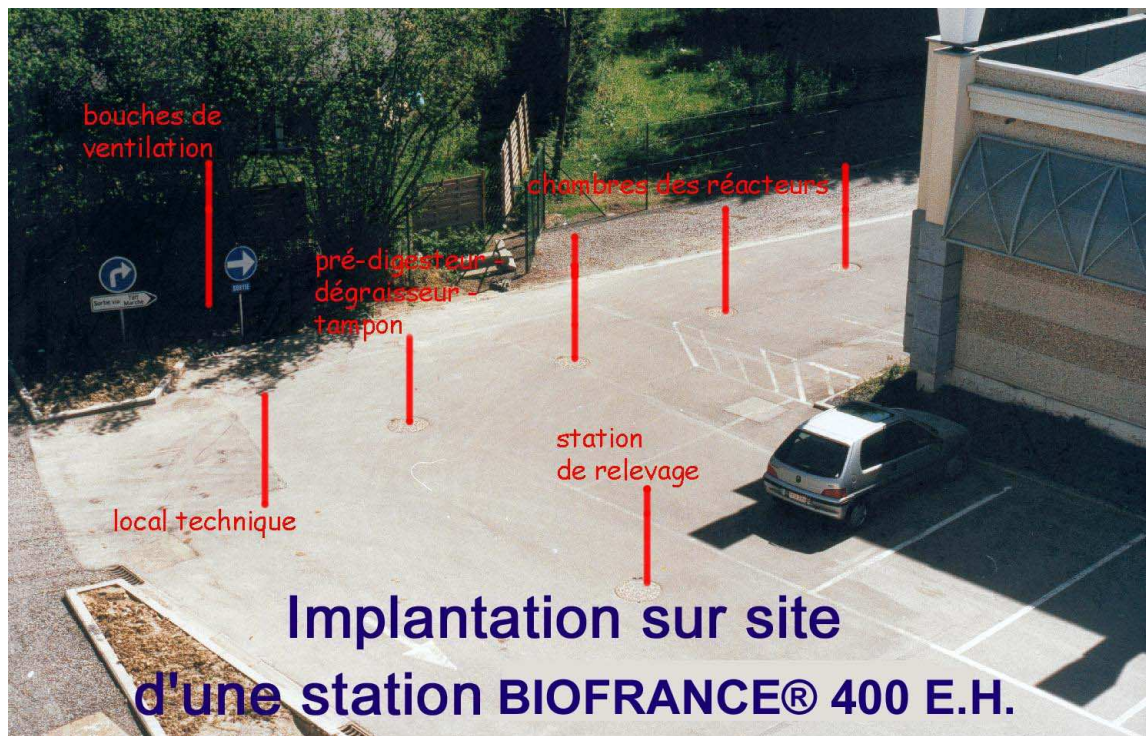 bouches de
ventilation
chambres des réacteurs
pré-digesteur -
dégraisseur -
tampon
station
de relevage
local technique
Implantation sur site
d'une station BIOFRANCE® 400 E.H.